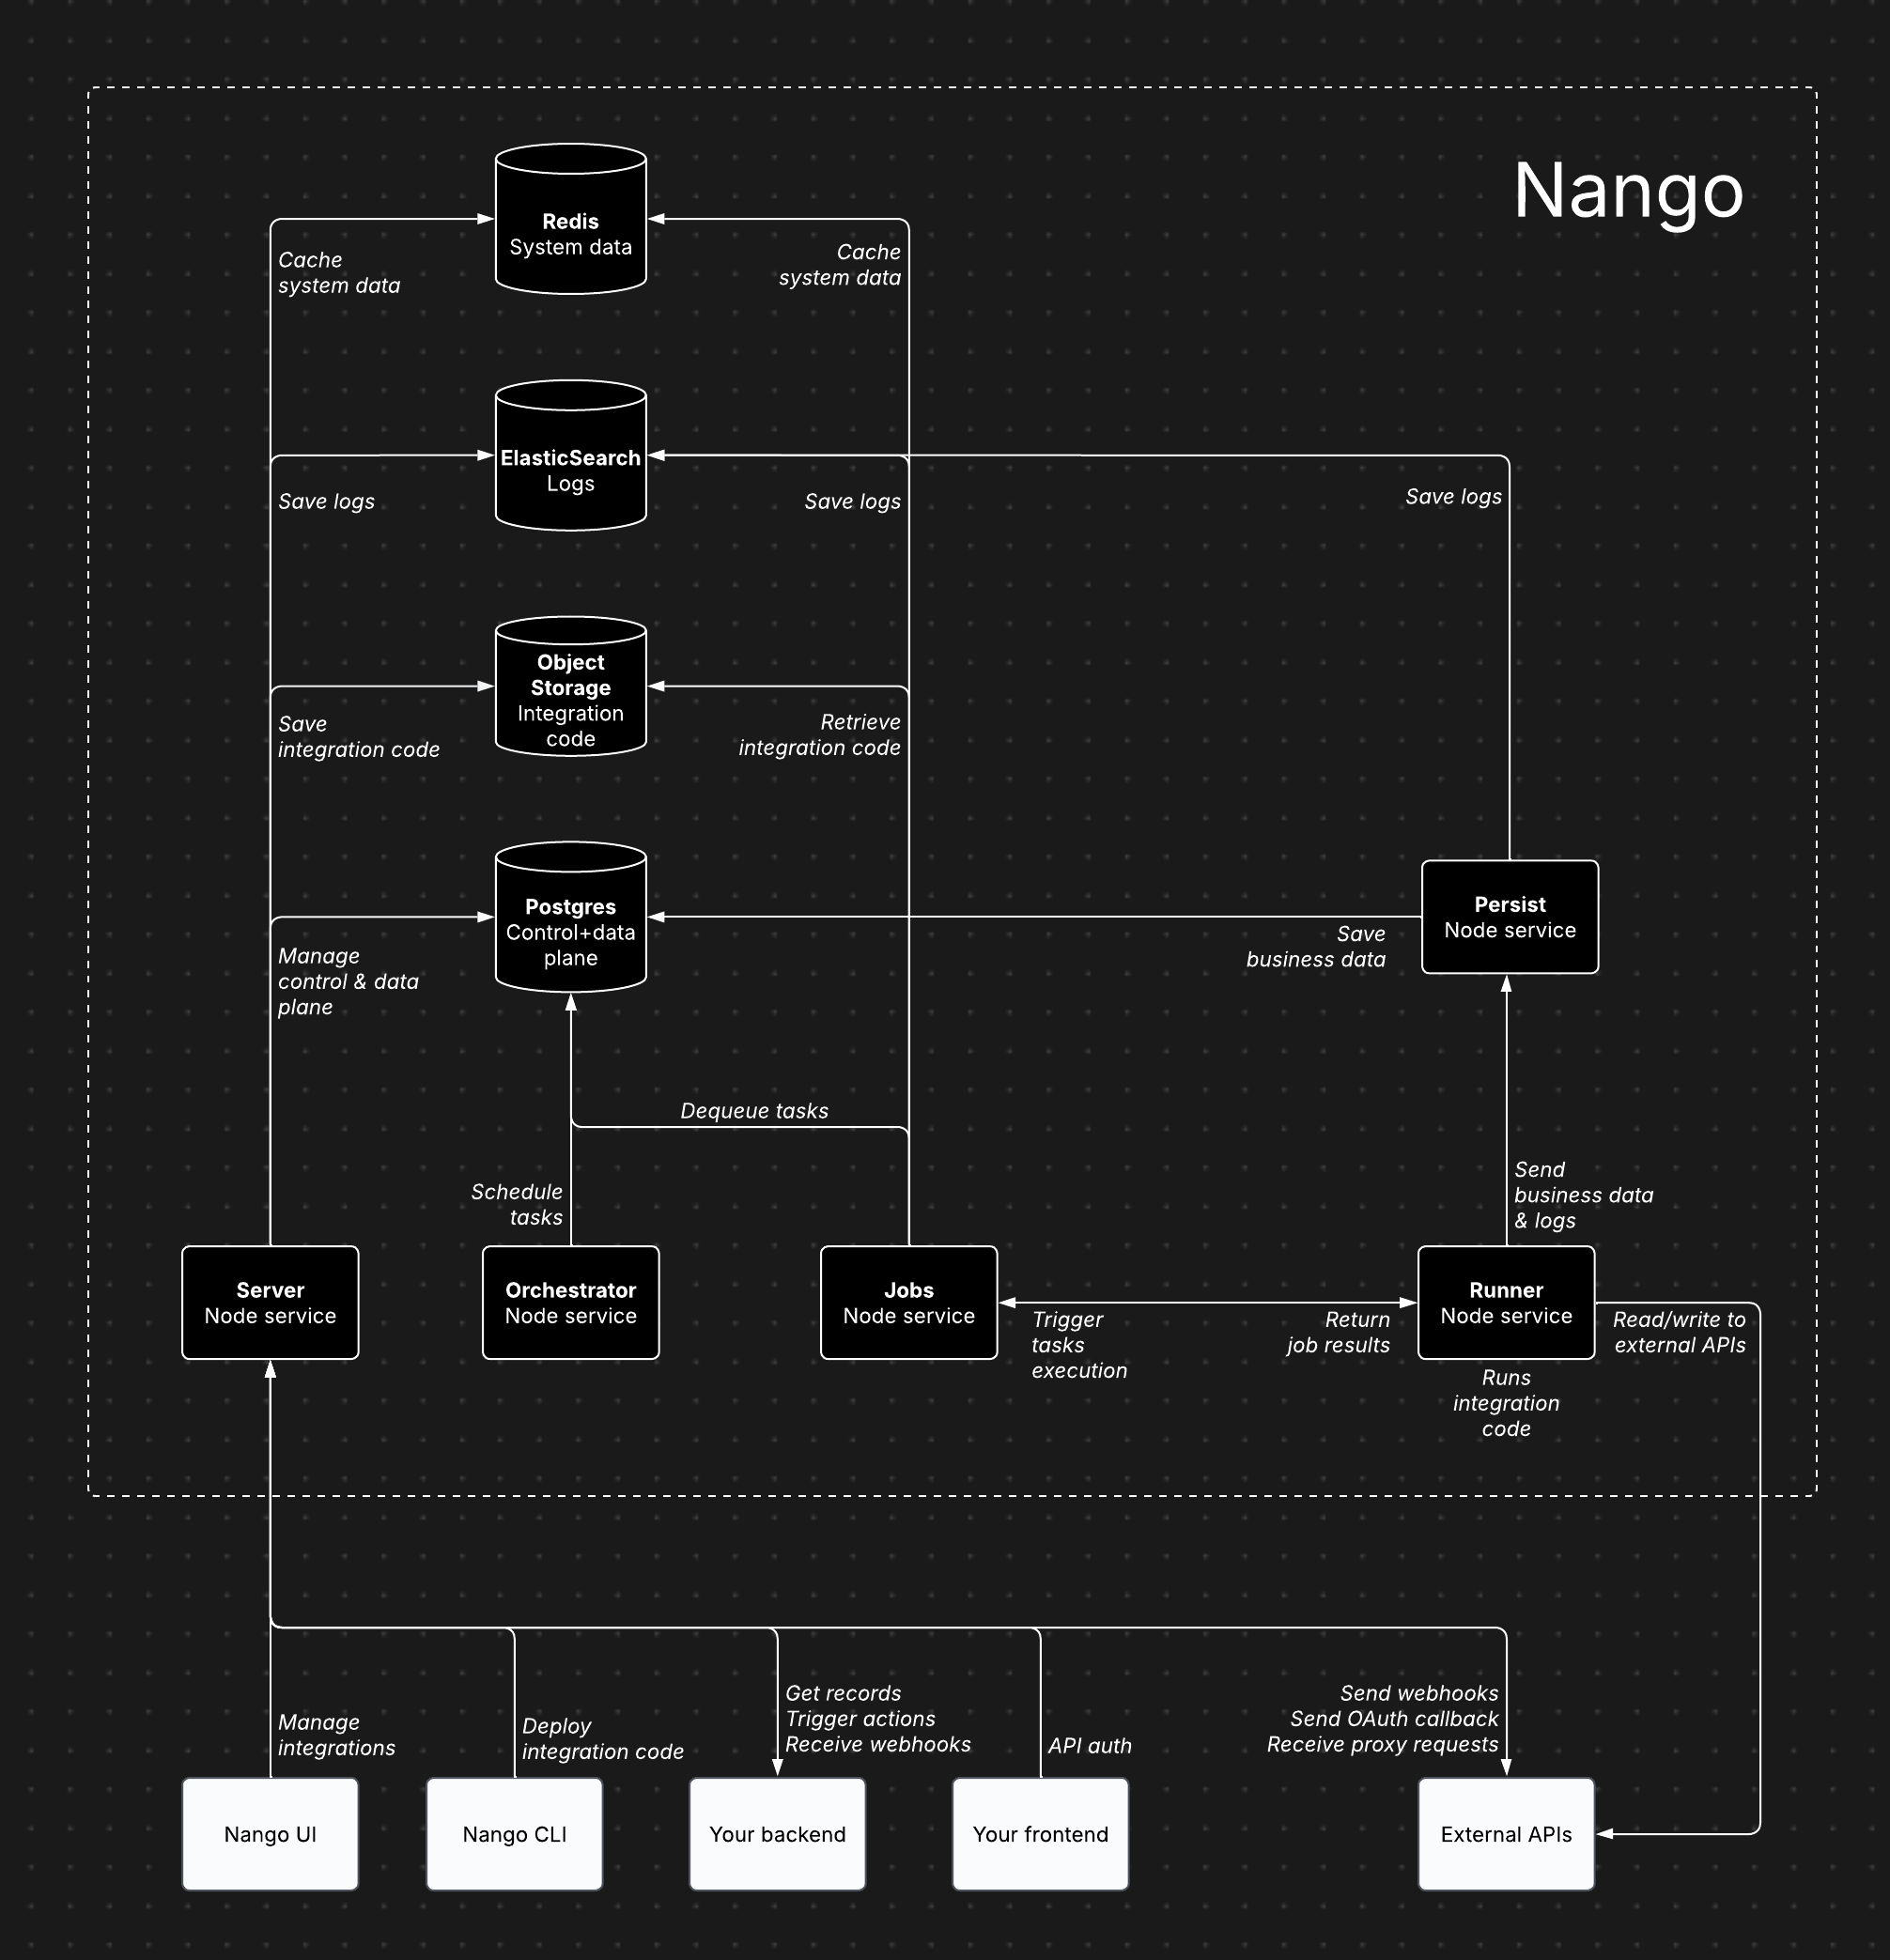 Nango
Redis
System data
Cache
system data
Cache
system data
ElasticSearch
Logs
Save logs
Save logs
Save logs
Object
Storage
Integration
code
Save
integration code
Retrieve
integration code
Postgres
Control+data
plane
Persist
Node service
Manage
control & data
plane
Save
business data
Dequeue tasks
Schedule
tasks
Send
business data
& logs
Server
Node service
Orchestrator
Node service
Jobs
Node service
Trigger
tasks
execution
Return
job results
Runner
Node service
Read/write to
external APIs
Runs
integration
code
Manage
integrations
Deploy
integration code
Get records
Trigger actions
Receive webhooks
API auth
Send webhooks
Send OAuth callback
Receive proxy requests
Nango UI
Nango CLI
Your backend
Your frontend
External APIs